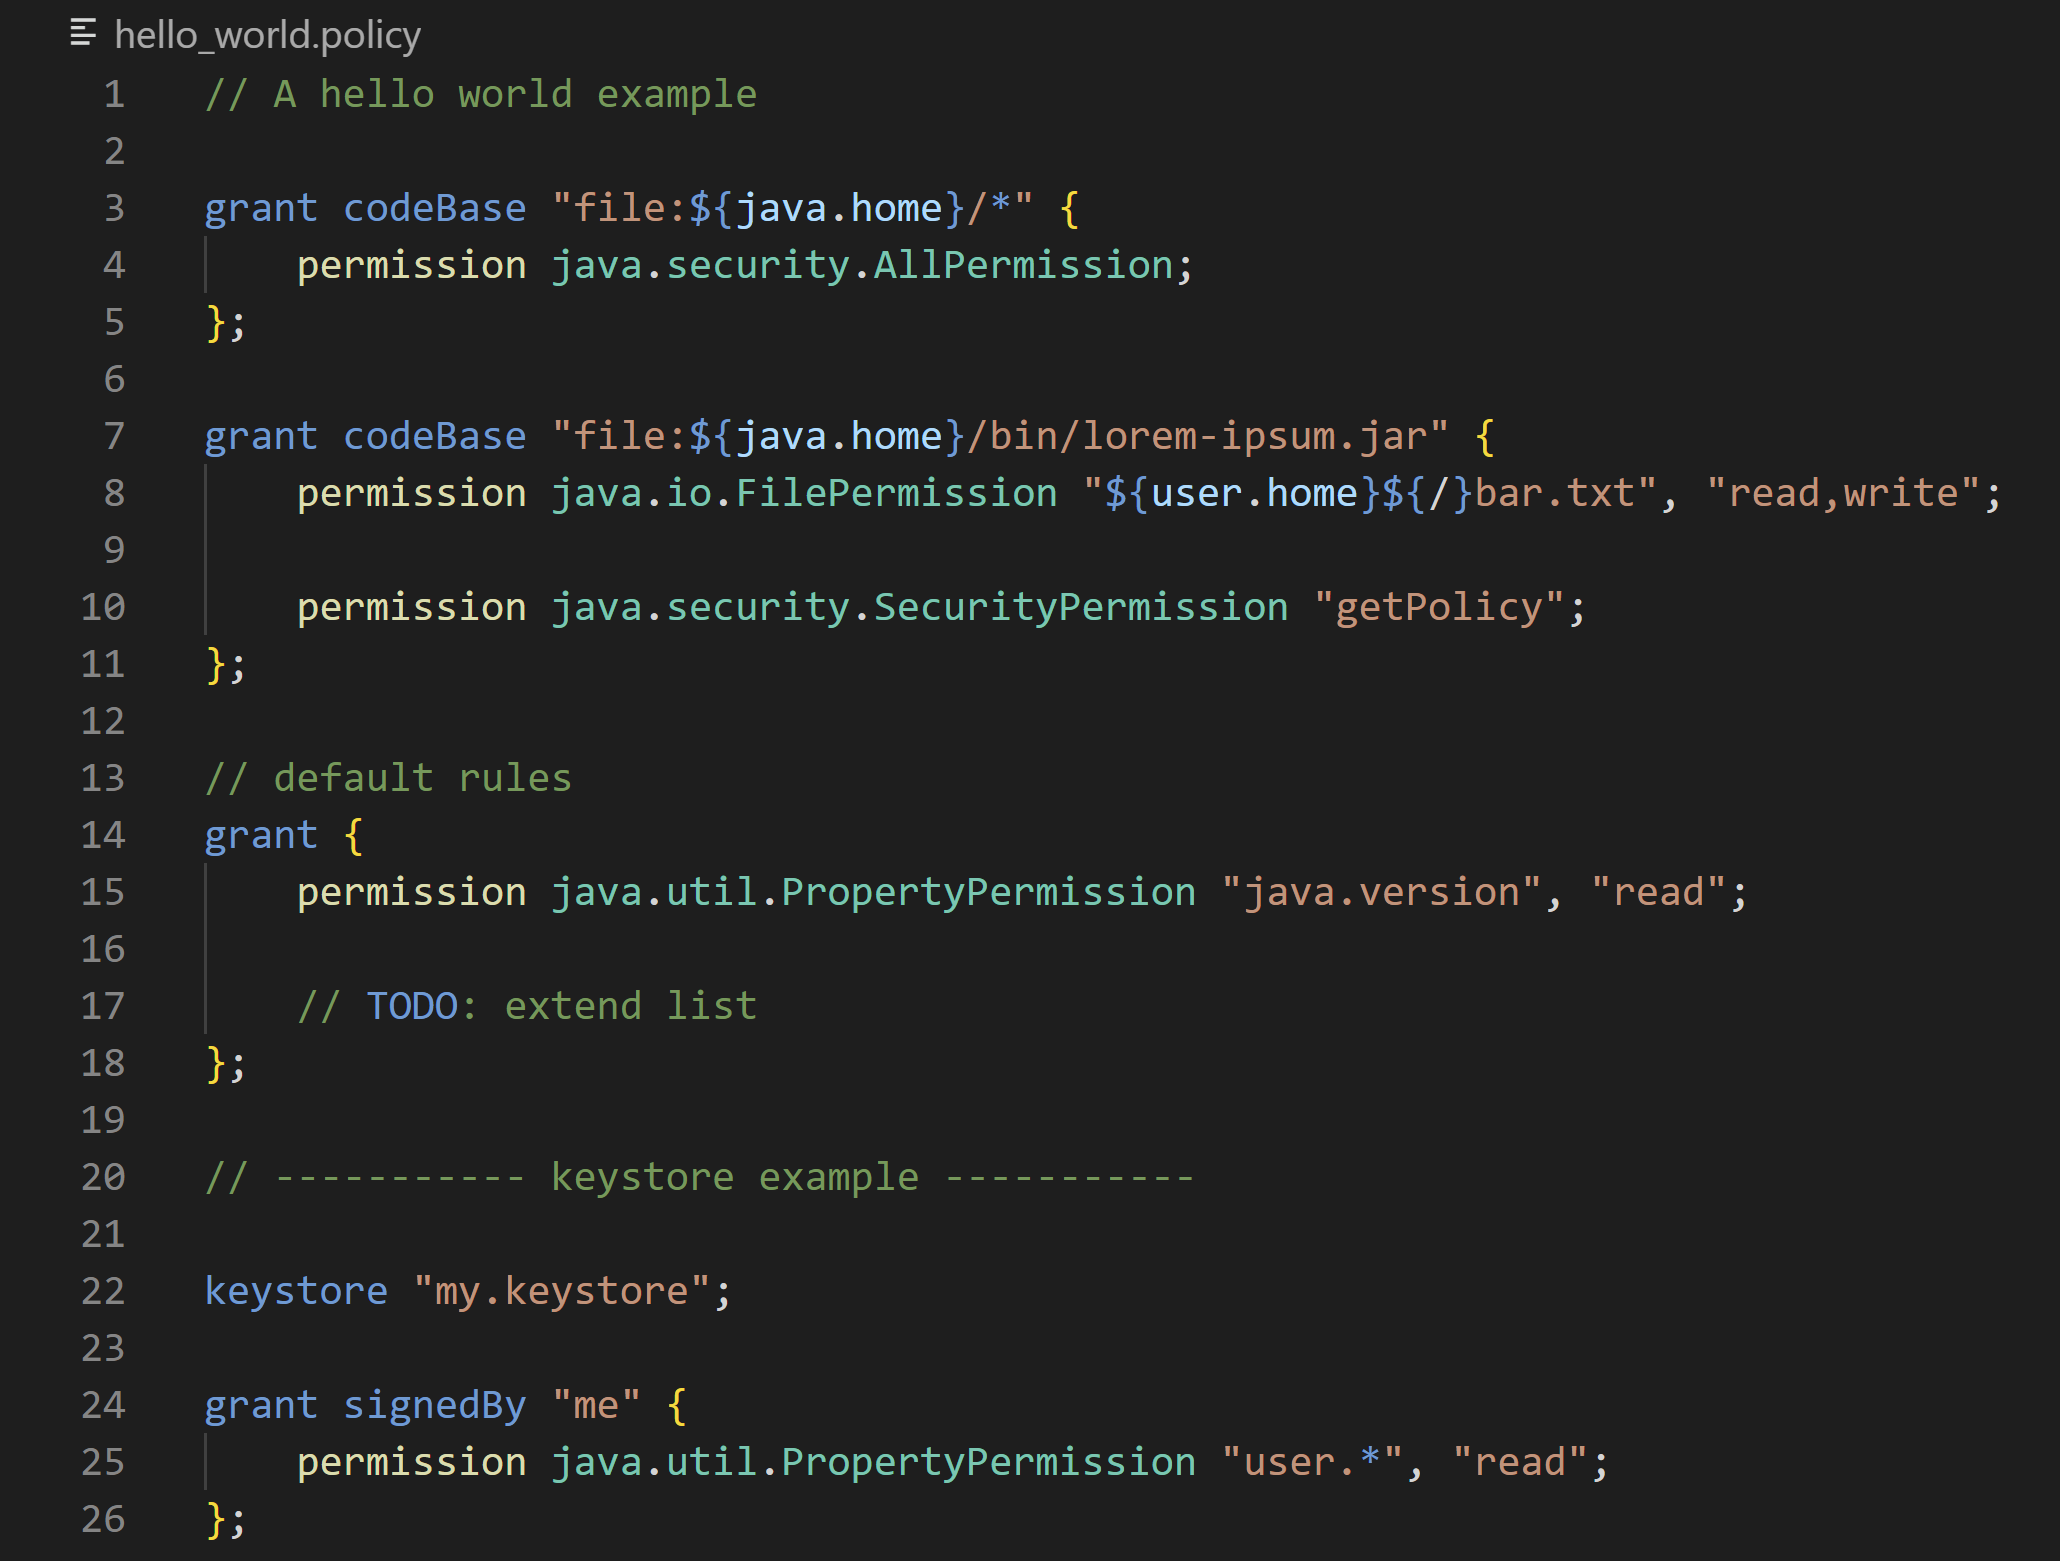 hello_world.policy
1 // A hello world example
2
3 grant codeBase "file:${java.home}/*" {
4     permission java.security.AllPermission;
5 };
6
7 grant codeBase "file:${java.home}/bin/lorem-ipsum.jar" {
8     permission java.io.FilePermission "${user.home}${/}bar.txt", "read,write";
9
10     permission java.security.SecurityPermission "getPolicy";
11 };
12
13 // default rules
14 grant {
15     permission java.util.PropertyPermission "java.version", "read";
16
17     // TODO: extend list
18 };
19
20 // ----------- keystore example -----------
21
22 keystore "my.keystore";
23
24 grant signedBy "me" {
25     permission java.util.PropertyPermission "user.*", "read";
26 };